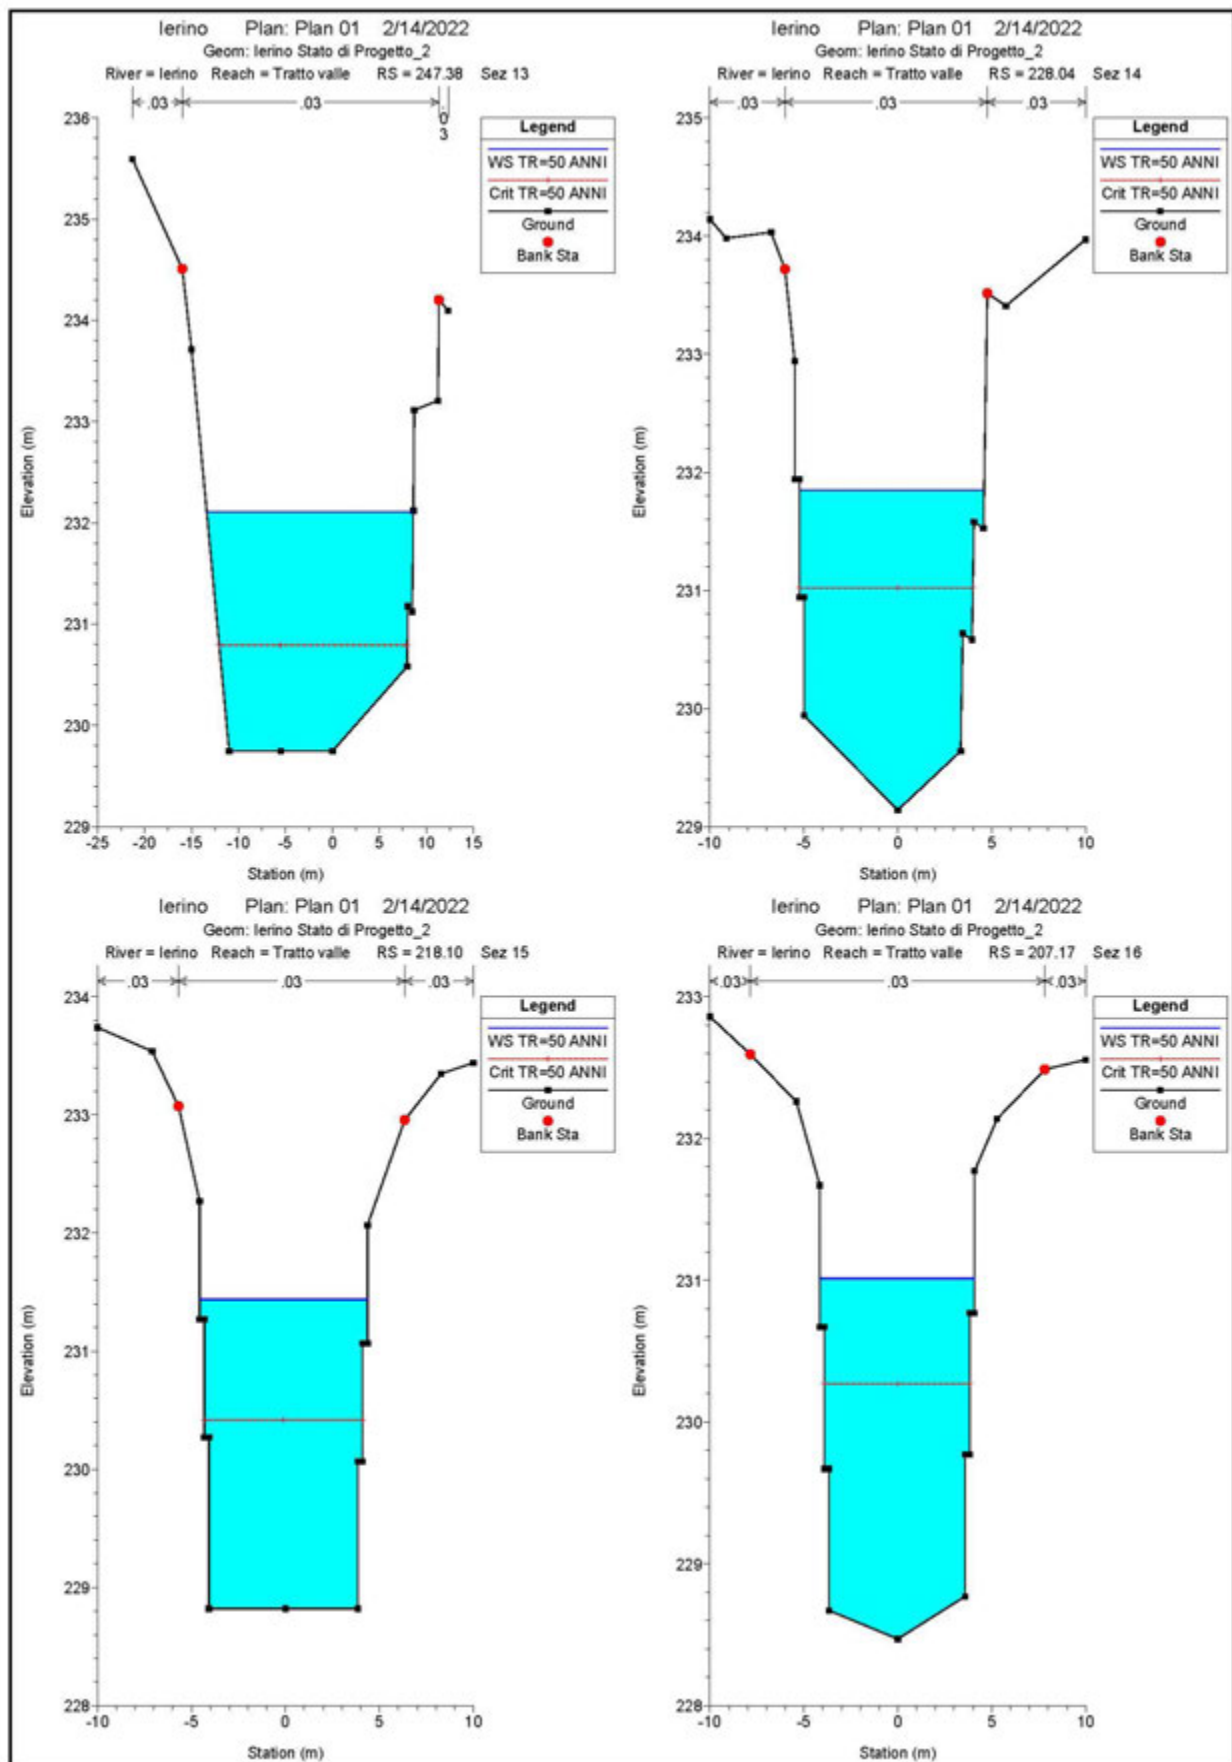 Ierino Plan: Plan 01 2/14/2022
Geom: Ierino Stato di Progetto_2
River = Ierino Reach = Tratto valle RS = 247.38 Sez 13
.03 .03 .03
Legend
WS TR=50 ANNI
Crit TR=50 ANNI
Ground
Bank Sta
236
235
234
233
232
231
230
229
Elevation (m)
-25 -20 -15 -10 -5 0 5 10 15
Station (m)
Ierino Plan: Plan 01 2/14/2022
Geom: Ierino Stato di Progetto_2
River = Ierino Reach = Tratto valle RS = 228.04 Sez 14
.03 .03 .03
Legend
WS TR=50 ANNI
Crit TR=50 ANNI
Ground
Bank Sta
235
234
233
232
231
230
229
Elevation (m)
-10 -5 0 5 10
Station (m)
Ierino Plan: Plan 01 2/14/2022
Geom: Ierino Stato di Progetto_2
River = Ierino Reach = Tratto valle RS = 218.10 Sez 15
.03 .03 .03
Legend
WS TR=50 ANNI
Crit TR=50 ANNI
Ground
Bank Sta
234
233
232
231
230
229
228
Elevation (m)
-10 -5 0 5 10
Station (m)
Ierino Plan: Plan 01 2/14/2022
Geom: Ierino Stato di Progetto_2
River = Ierino Reach = Tratto valle RS = 207.17 Sez 16
.03 .03 .03
Legend
WS TR=50 ANNI
Crit TR=50 ANNI
Ground
Bank Sta
233
232
231
230
229
228
Elevation (m)
-10 -5 0 5 10
Station (m)